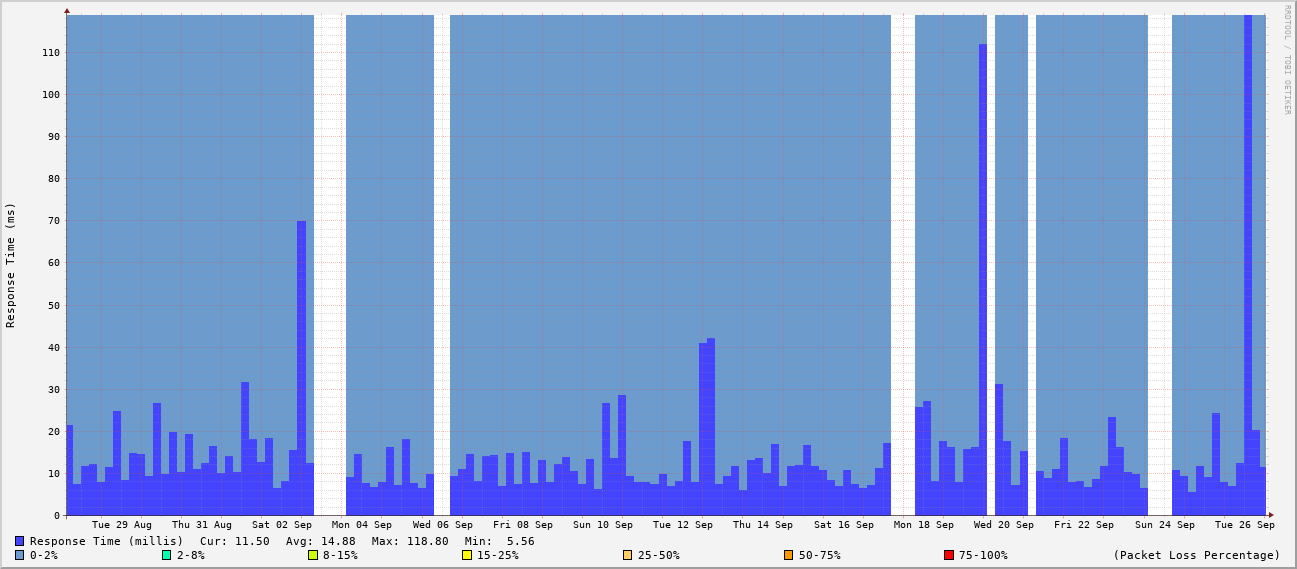 RRDTOOL / TOBI OETIKER
Response Time (ms)
110
100
90
80
70
60
50
40
30
20
10
0
Tue 29 Aug Thu 31 Aug Sat 02 Sep Mon 04 Sep Wed 06 Sep Fri 08 Sep Sun 10 Sep Tue 12 Sep Thu 14 Sep Sat 16 Sep Mon 18 Sep Wed 20 Sep Fri 22 Sep Sun 24 Sep Tue 26 Sep
Response Time (millis) Cur: 11.50 Avg: 14.88 Max: 118.80 Min: 5.56
0-2% 2-8% 8-15% 15-25% 25-50% 50-75% 75-100% (Packet Loss Percentage)